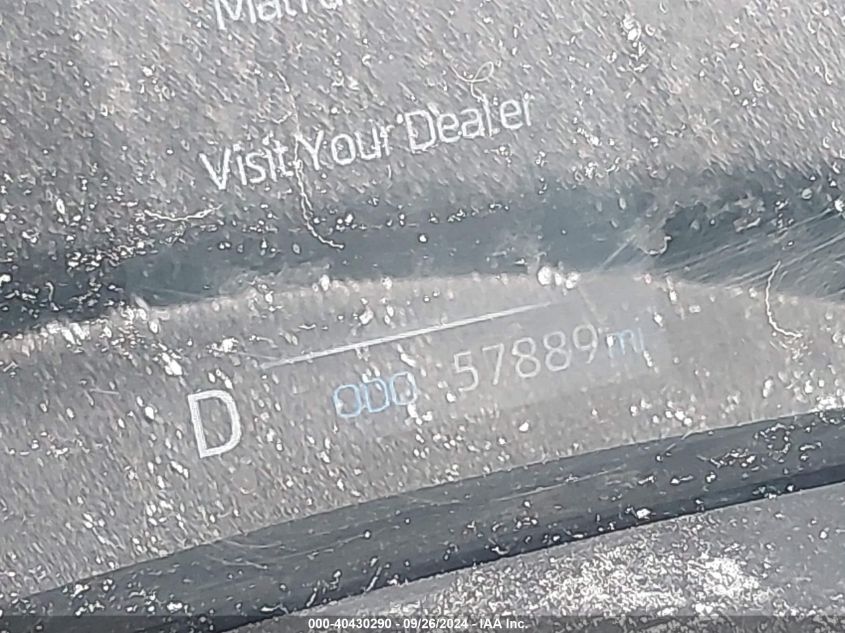 Visit Your Dealer
D ODO 57889 mi
000-40430290 - 09/26/2024 - IAA Inc.